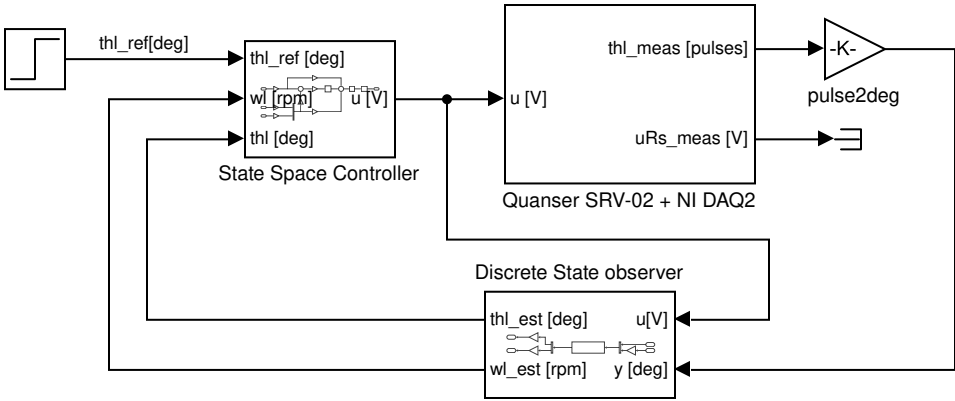 thl_ref[deg]
thl_ref [deg]
wl [rpm]
u [V]
thl [deg]
State Space Controller
u [V]
thl_meas [pulses]
uRs_meas [V]
Quanser SRV-02 + NI DAQ2
-K-
pulse2deg
Discrete State observer
thl_est [deg]
u[V]
wl_est [rpm]
y [deg]